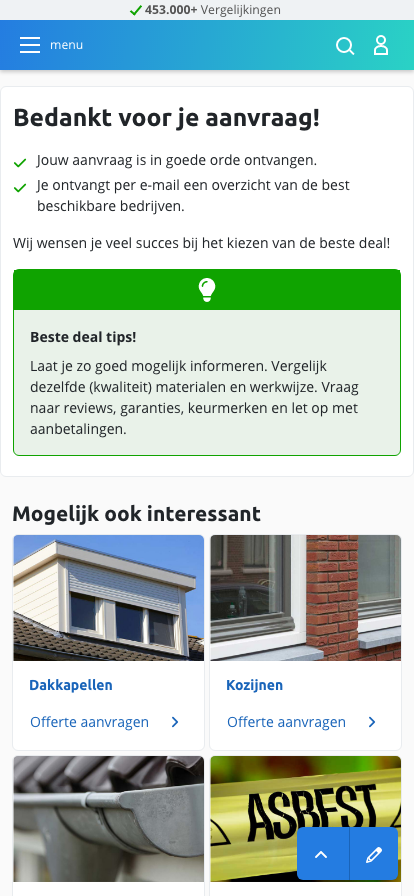 453.000+ Vergelijkingen
menu
Bedankt voor je aanvraag!
Jouw aanvraag is in goede orde ontvangen.
Je ontvangt per e-mail een overzicht van de best
beschikbare bedrijven.
Wij wensen je veel succes bij het kiezen van de beste deal!
Beste deal tips!
Laat je zo goed mogelijk informeren. Vergelijk
dezelfde (kwaliteit) materialen en werkwijze. Vraag
naar reviews, garanties, keurmerken en let op met
aanbetalingen.
Mogelijk ook interessant
Dakkapellen
Kozijnen
Offerte aanvragen
Offerte aanvragen
ASBEST